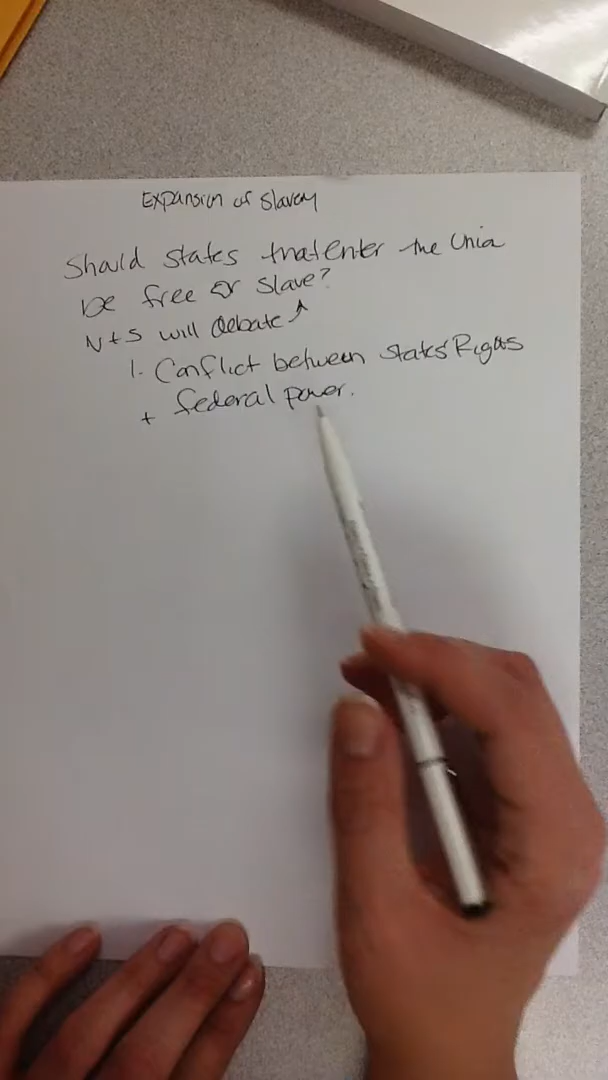 Expansion of Slavery
Should states that enter the Union
be free or slave?
N + S will debate
1. Conflict between states' Rights
+ federal power.